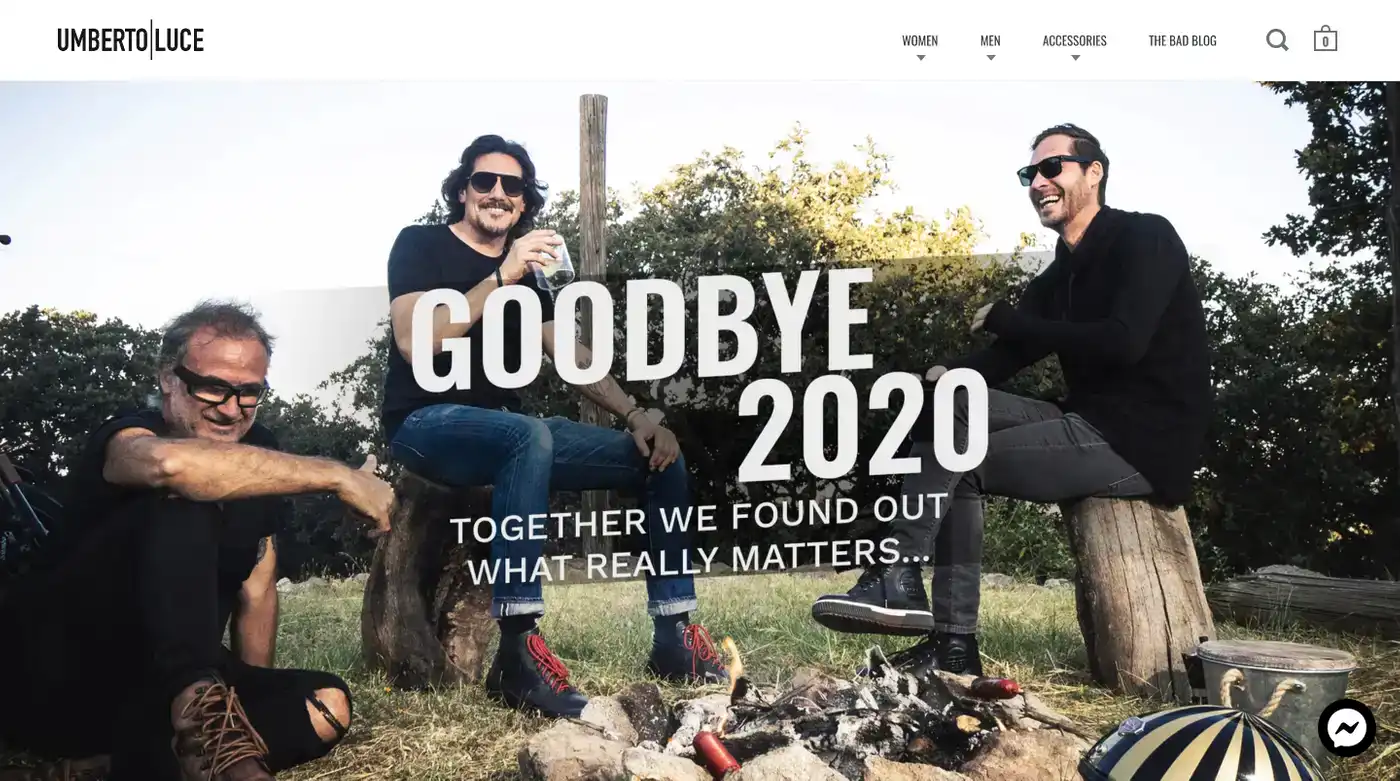 UMBERTO LUCE
WOMEN
MEN
ACCESSORIES
THE BAD BLOG
0
GOODBYE
2020
TOGETHER WE FOUND OUT
WHAT REALLY MATTERS...